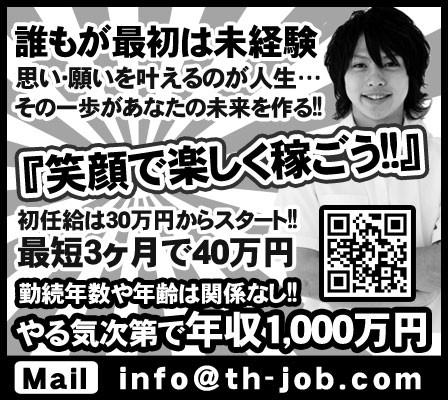 誰もが最初は未経験
思い・願いを叶えるのが人生…
その一歩があなたの未来を作る!!
『笑顔で楽しく稼ごう!!』
初任給は30万円からスタート!!
最短3ヶ月で40万円
勤続年数や年齢は関係なし!!
やる気次第で年収1,000万円
Mail info@th-job.com